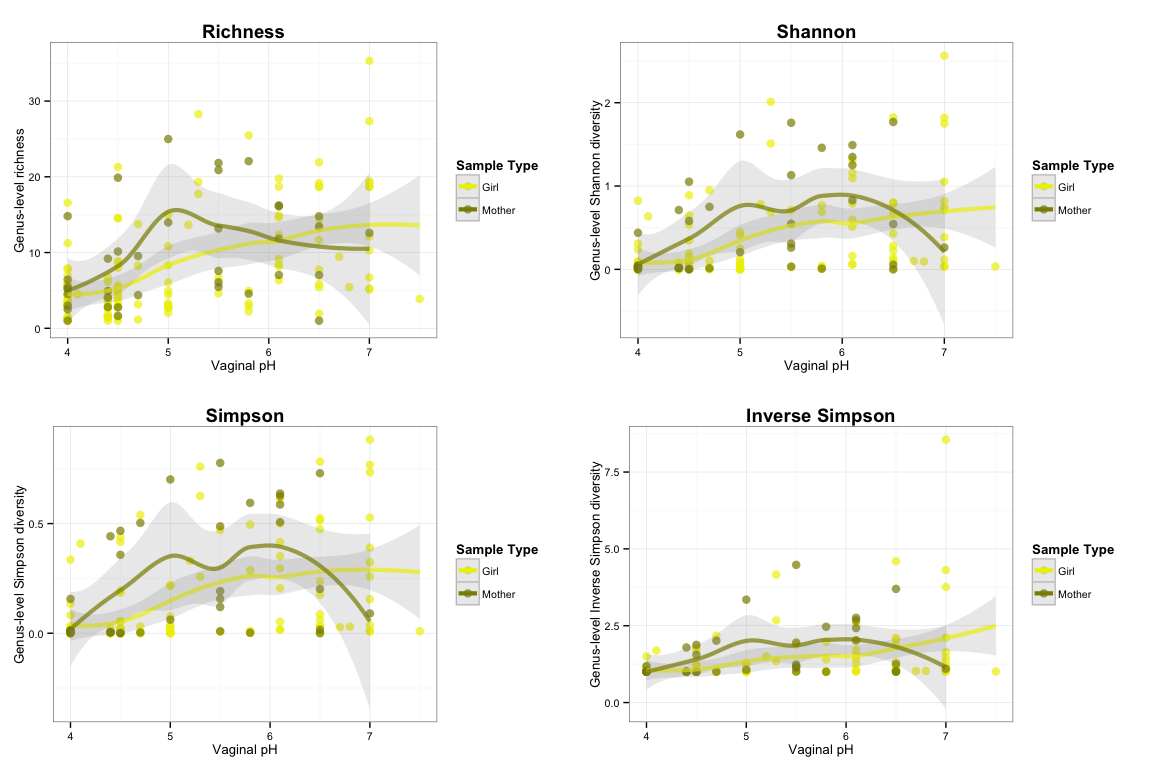 Richness
Genus-level richness
30
20
10
0
4 5 6 7
Vaginal pH
Sample Type
Girl
Mother
Shannon
Genus-level Shannon diversity
2
1
0
4 5 6 7
Vaginal pH
Sample Type
Girl
Mother
Simpson
Genus-level Simpson diversity
0.5
0.0
4 5 6 7
Vaginal pH
Sample Type
Girl
Mother
Inverse Simpson
Genus-level Inverse Simpson diversity
7.5
5.0
2.5
0.0
4 5 6 7
Vaginal pH
Sample Type
Girl
Mother